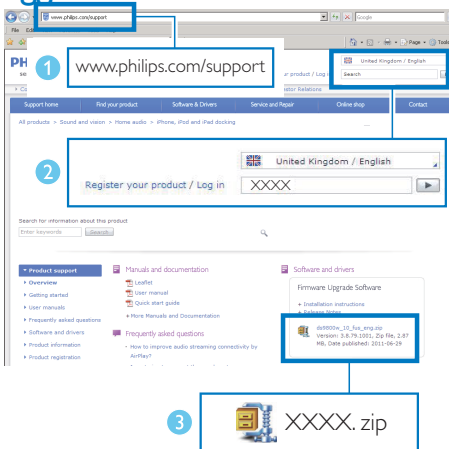 www.philips.com/support
Google
File
Page
Tools
PH
1
www.philips.com/support
United Kingdom / English
r product / Log i
Search
Support home
Find your product
Software & Drivers
Service and Repair
Online shop
Contact
All products > Sound and vision > Home audio > iPhone, iPod and iPad docking
2
United Kingdom / English
Register your product / Log in
XXXX
Search for information about this product
Enter keywords
Search
Product support
Overview
Getting started
User manuals
Frequently asked questions
Software and drivers
Product information
Product registration
Manuals and documentation
Leaflet
User manual
Quick start guide
More Manuals and Documentation
Frequently asked questions
- How to improve audio streaming connectivity by
AirPlay?
Software and drivers
Firmware Upgrade Software
Installation instructions
Release Notes
ds9800w_10_fus_eng.zip
Version: 3.8.79.1001, Zip file, 2.87
MB, Date published: 2011-06-29
3
XXXX. zip